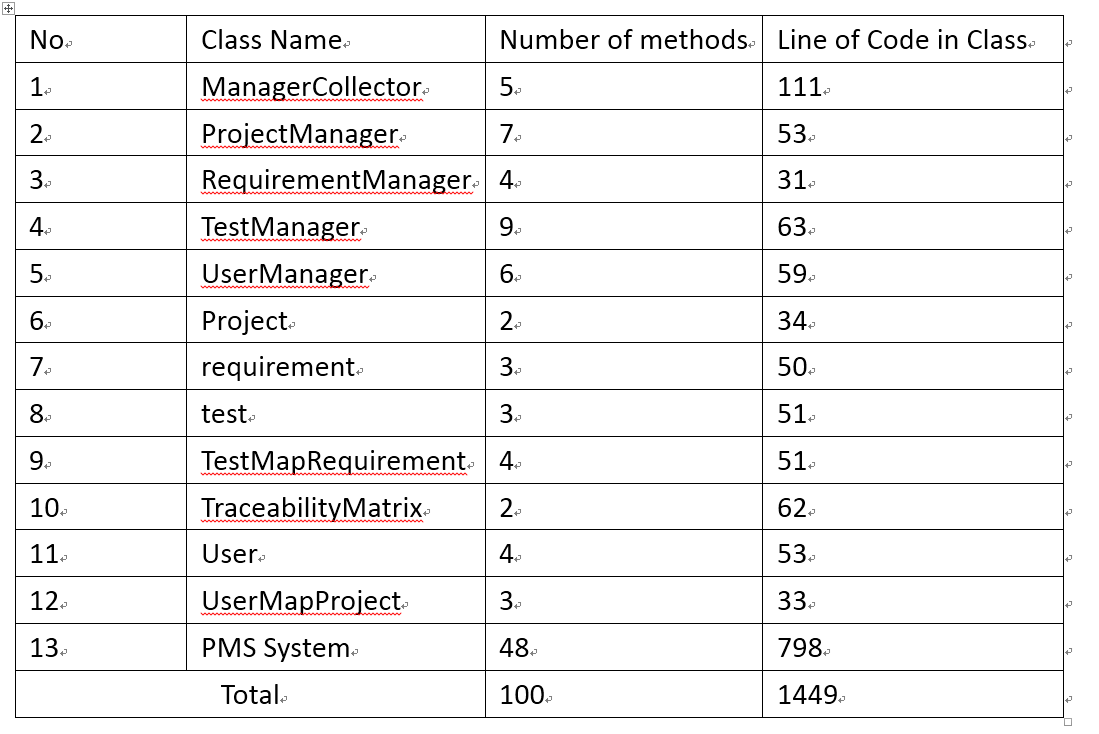 No Class Name Number of methods Line of Code in Class
1 ManagerCollector 5 111
2 ProjectManager 7 53
3 RequirementManager 4 31
4 TestManager 9 63
5 UserManager 6 59
6 Project 2 34
7 requirement 3 50
8 test 3 51
9 TestMapRequirement 4 51
10 TraceabilityMatrix 2 62
11 User 4 53
12 UserMapProject 3 33
13 PMS System 48 798
Total 100 1449